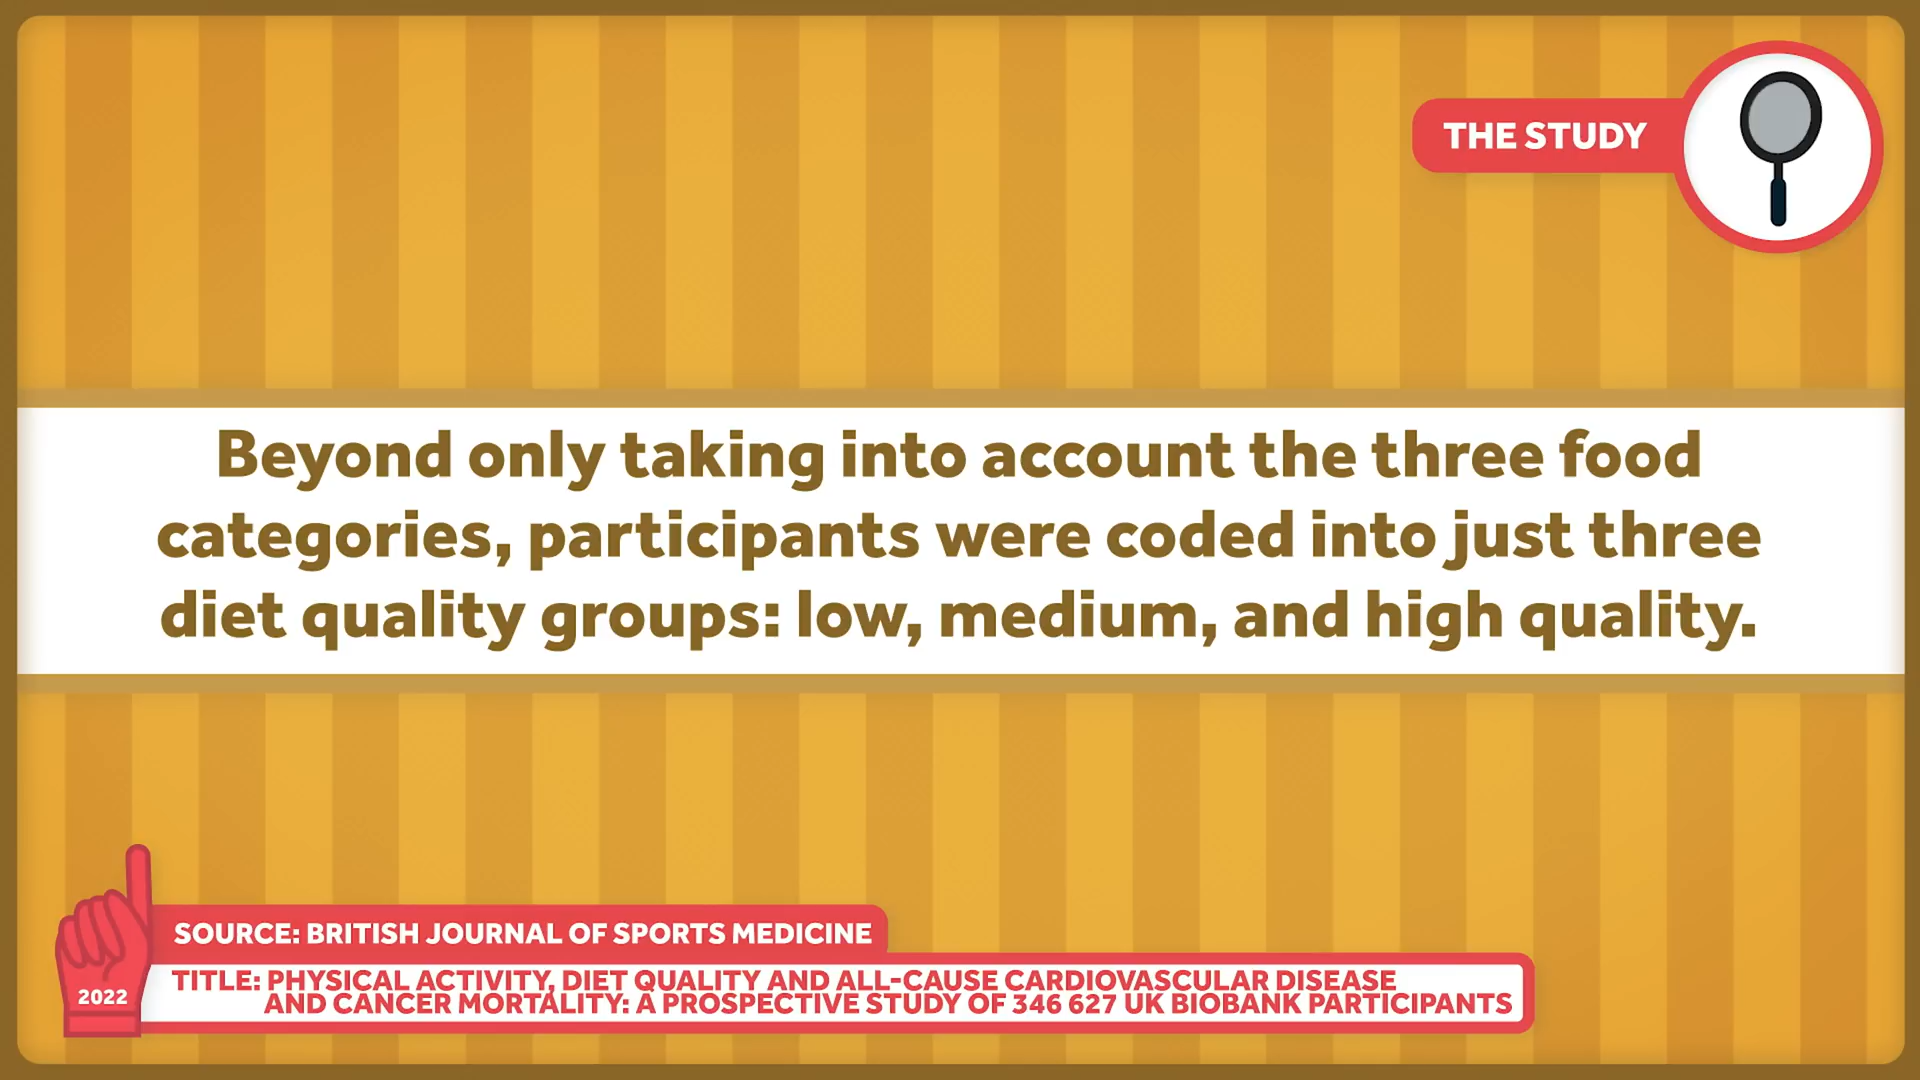 THE STUDY
Beyond only taking into account the three food
categories, participants were coded into just three
diet quality groups: low, medium, and high quality.
SOURCE: BRITISH JOURNAL OF SPORTS MEDICINE
TITLE: PHYSICAL ACTIVITY, DIET QUALITY AND ALL-CAUSE CARDIOVASCULAR DISEASE
AND CANCER MORTALITY: A PROSPECTIVE STUDY OF 346 627 UK BIOBANK PARTICIPANTS
2022